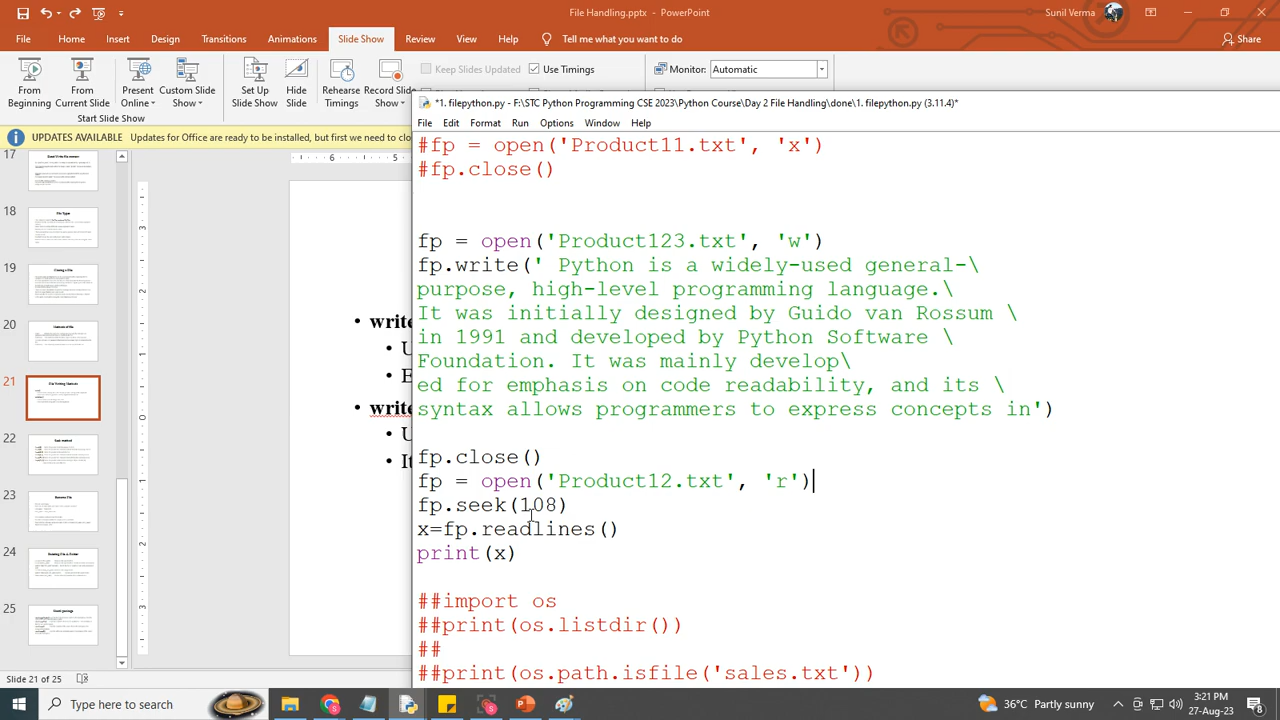 File Handling.pptx - PowerPoint
Sunil Verma
File Home Insert Design Transitions Animations Slide Show Review View Help Tell me what you want to do Share
From Beginning
From Current Slide
Present Online
Custom Slide Show
Set Up Slide Show
Hide Slide
Rehearse Timings
Record Slide Show
Keep Slides Updated
Use Timings
Monitor: Automatic
Start Slide Show
UPDATES AVAILABLE Updates for Office are ready to be installed, but first we need to clo
*1. filepython.py - F:\STC Python Programming CSE 2023\Python Course\Day 2 File Handling\done\1. filepython.py (3.11.4)*
File Edit Format Run Options Window Help
#fp = open('Product11.txt', 'x')
#fp.close()
fp = open('Product123.txt', 'w')
fp.write(' Python is a widely-used general-\
purpose, high-level programming language.\
It was initially designed by Guido van Rossum \
in 1991 and developed by Python Software \
Foundation. It was mainly develop\
ed for emphasis on code readability, and its \
syntax allows programmers to express concepts in')
fp.close()
fp = open('Product12.txt', 'r')
fp.seek(108)
x=fp.readlines()
print(x)
##import os
##print(os.listdir())
##
##print(os.path.isfile('sales.txt'))
17
18
19
20
21
22
23
24
25
6 5
• write
• U
• E
• write
• U
• It
Slide 21 of 25
Type here to search
36°C Partly sunny
3:21 PM
27-Aug-23
8